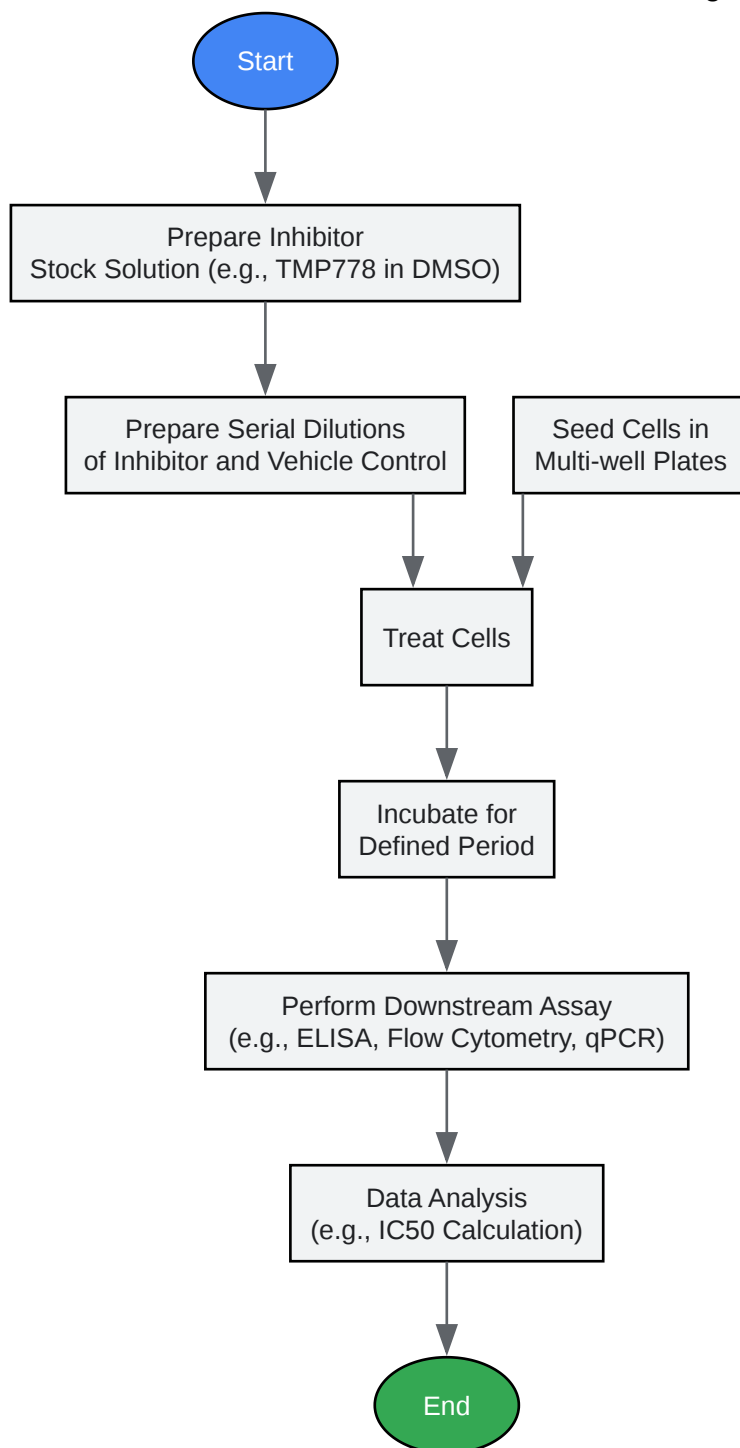 Start
Prepare Inhibitor
Stock Solution (e.g., TMP778 in DMSO)
Prepare Serial Dilutions
of Inhibitor and Vehicle Control
Seed Cells in
Multi-well Plates
Treat Cells
Incubate for
Defined Period
Perform Downstream Assay
(e.g., ELISA, Flow Cytometry, qPCR)
Data Analysis
(e.g., IC50 Calculation)
End